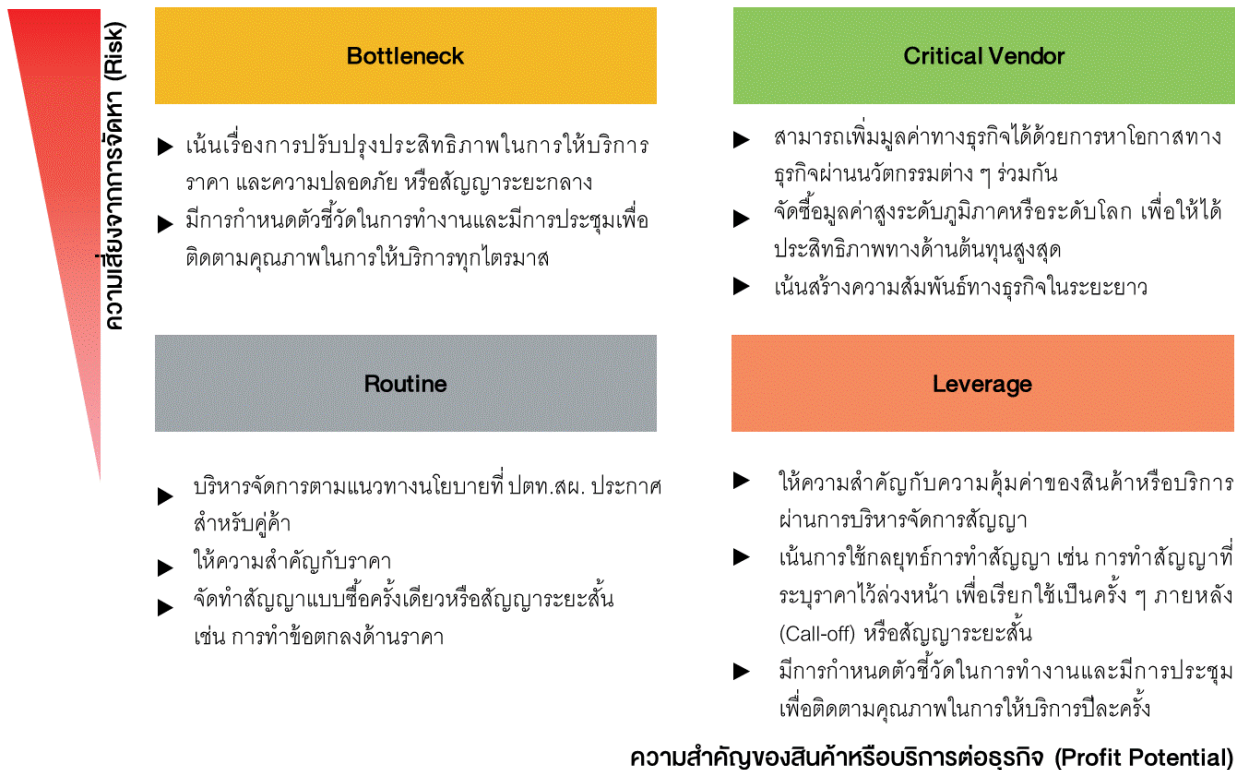 ความเสี่ยงจากการจัดหา (Risk)
Bottleneck
เน้นเรื่องการปรับปรุงประสิทธิภาพในการให้บริการ
ราคา และความปลอดภัย หรือสัญญาระยะกลาง
มีการกำหนดตัวชี้วัดในการทำงานและมีการประชุมเพื่อ
ติดตามคุณภาพในการให้บริการทุกไตรมาส
Critical Vendor
สามารถเพิ่มมูลค่าทางธุรกิจได้ด้วยการหาโอกาสทาง
ธุรกิจผ่านนวัตกรรมต่าง ๆ ร่วมกัน
จัดซื้อมูลค่าสูงระดับภูมิภาคหรือระดับโลก เพื่อให้ได้
ประสิทธิภาพทางด้านต้นทุนสูงสุด
เน้นสร้างความสัมพันธ์ทางธุรกิจในระยะยาว
Routine
บริหารจัดการตามแนวทางนโยบายที่ ปตท.สผ. ประกาศ
สำหรับคู่ค้า
ให้ความสำคัญกับราคา
จัดทำสัญญาแบบซื้อครั้งเดียวหรือสัญญาระยะสั้น
เช่น การทำข้อตกลงด้านราคา
Leverage
ให้ความสำคัญกับความคุ้มค่าของสินค้าหรือบริการ
ผ่านการบริหารจัดการสัญญา
เน้นการใช้กลยุทธ์การทำสัญญา เช่น การทำสัญญาที่
ระบุราคาไว้ล่วงหน้า เพื่อเรียกใช้เป็นครั้ง ๆ ภายหลัง
(Call-off) หรือสัญญาระยะสั้น
มีการกำหนดตัวชี้วัดในการทำงานและมีการประชุม
เพื่อติดตามคุณภาพในการให้บริการปีละครั้ง
ความสำคัญของสินค้าหรือบริการต่อธุรกิจ (Profit Potential)